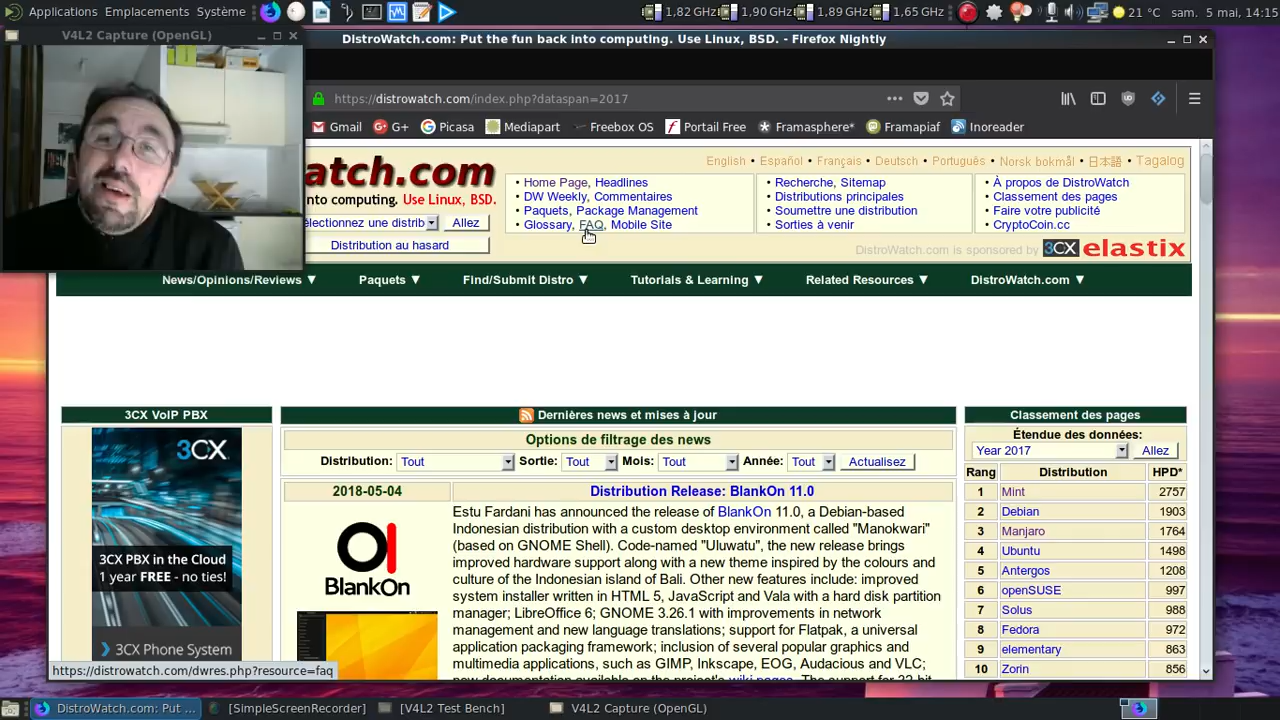 Applications Emplacements Système
1,82 GHz 1,90 GHz 1,65 GHz
21 °C sam. 5 mai, 14:15
V4L2 Capture (OpenGL)
DistroWatch.com: Put the fun back into computing. Use Linux, BSD. - Firefox Nightly
https://distrowatch.com/index.php?dataspan=2017
Gmail G+ Picasa Mediapart Freebox OS Portail Free Framasphere* Framapiaf Inoreader
English · Español · Français · Deutsch · Português · Norsk bokmål · 日本語 · Tagalog
atch.com
into computing. Use Linux, BSD.
électionnez une distrib Allez
Distribution au hasard
• Home Page, Headlines
• DW Weekly, Commentaires
• Paquets, Package Management
• Glossary, FAQ, Mobile Site
• Recherche, Sitemap
• Distributions principales
• Soumettre une distribution
• Sorties à venir
• À propos de DistroWatch
• Classement des pages
• Faire votre publicité
• CryptoCoin.cc
DistroWatch.com is sponsored by 3CX elastix
News/Opinions/Reviews ▼ Paquets ▼ Find/Submit Distro ▼ Tutorials & Learning ▼ Related Resources ▼ DistroWatch.com ▼
3CX VoIP PBX
3CX
3CX PBX in the Cloud
1 year FREE - no ties!
3CX Phone System
Dernières news et mises à jour
Options de filtrage des news
Distribution: Tout Sortie: Tout Mois: Tout Année: Tout Actualisez
2018-05-04 Distribution Release: BlankOn 11.0
BlankOn
Estu Fardani has announced the release of BlankOn 11.0, a Debian-based
Indonesian distribution with a custom desktop environment called "Manokwari"
(based on GNOME Shell). Code-named "Uluwatu", the new release brings
improved hardware support along with a new theme inspired by the colours and
culture of the Indonesian island of Bali. Other new features include: improved
system installer written in HTML 5, JavaScript and Vala with a hard disk partition
manager; LibreOffice 6; GNOME 3.26.1 with improvements in network
management and new language translations; support for Flatpak, a universal
application packaging framework; inclusion of several popular graphics and
multimedia applications, such as GIMP, Inkscape, EOG, Audacious and VLC;
new documentation available on the project's wiki pages. The support for 32-bit
Classement des pages
Étendue des données:
Year 2017 Allez
Rang Distribution HPD*
1 Mint 2757
2 Debian 1903
3 Manjaro 1764
4 Ubuntu 1498
5 Antergos 1208
6 openSUSE 997
7 Solus 988
8 Fedora 972
9 elementary 863
10 Zorin 856
https://distrowatch.com/dwres.php?resource=faq
DistroWatch.com: Put ... [SimpleScreenRecorder] [V4L2 Test Bench] V4L2 Capture (OpenGL)